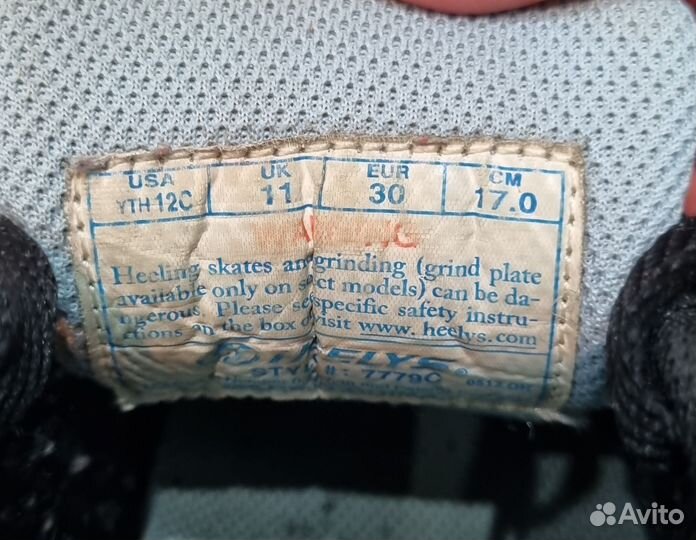 USA UK EUR CM
YTH 12C 11 30 17.0
Heeling skates and grinding (grind plate
available only on select models) can be da-
ngerous. Please see specific safety instru-
ctions on the box or visit www. heelys.com
HEELYS®
STYLE #: 7779C
Avito